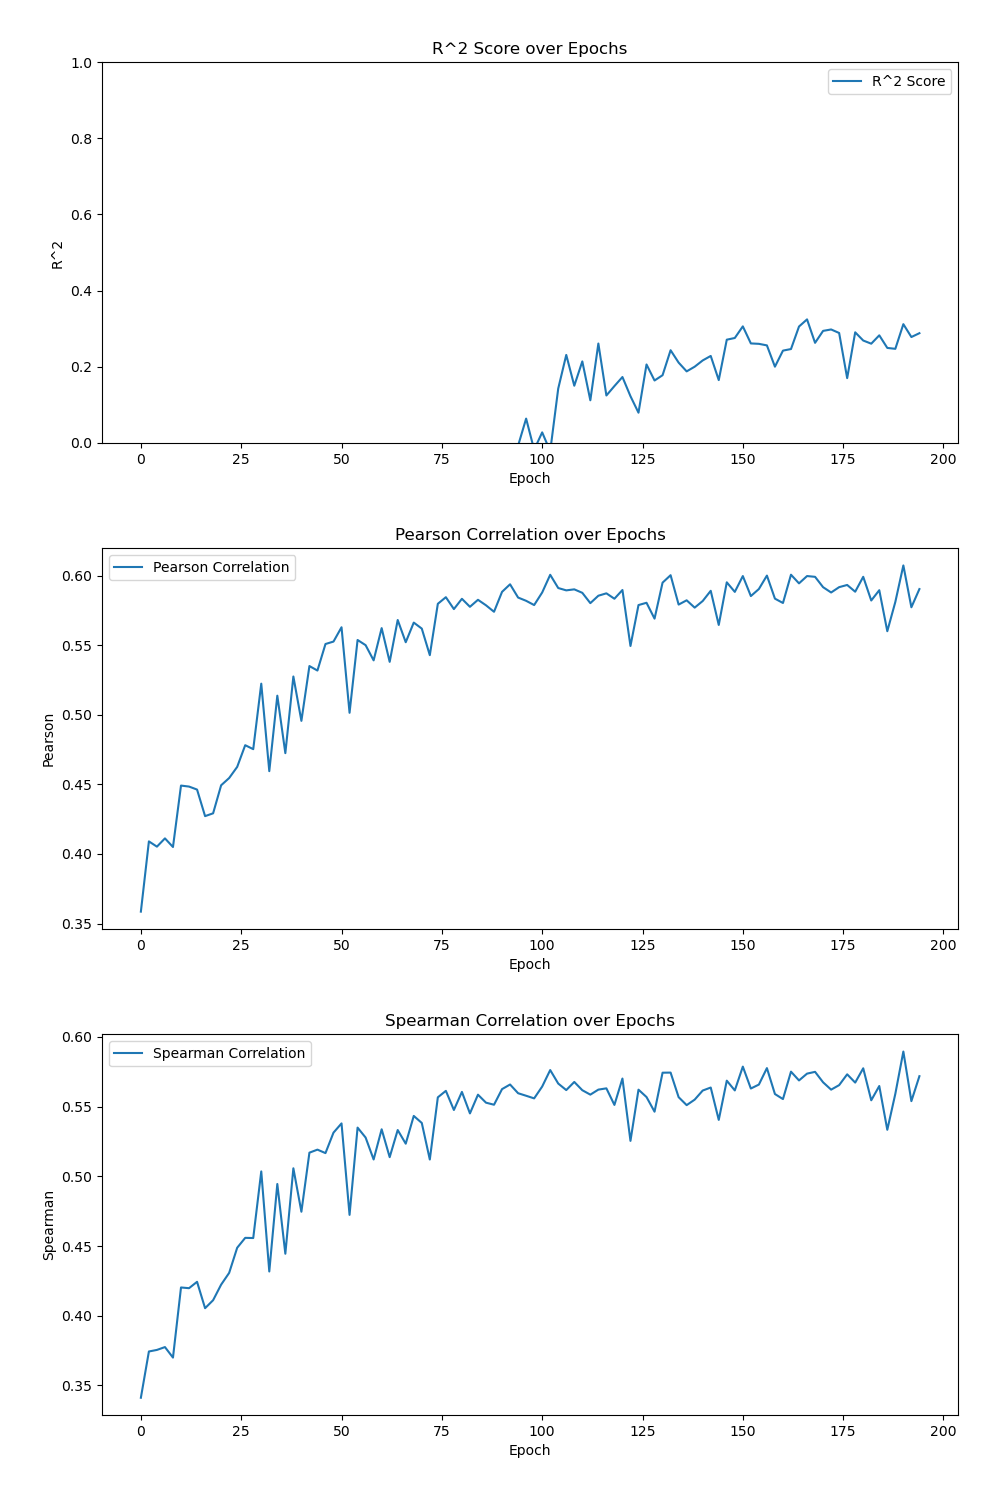 R^2 Score over Epochs
1.0
R^2 Score
0.8
0.6
R^2
0.4
0.2
0.0
0 25 50 75 100 125 150 175 200
Epoch
Pearson Correlation over Epochs
Pearson Correlation
0.60
0.55
0.50
Pearson
0.45
0.40
0.35
0 25 50 75 100 125 150 175 200
Epoch
Spearman Correlation over Epochs
0.60
Spearman Correlation
0.55
0.50
Spearman
0.45
0.40
0.35
0 25 50 75 100 125 150 175 200
Epoch